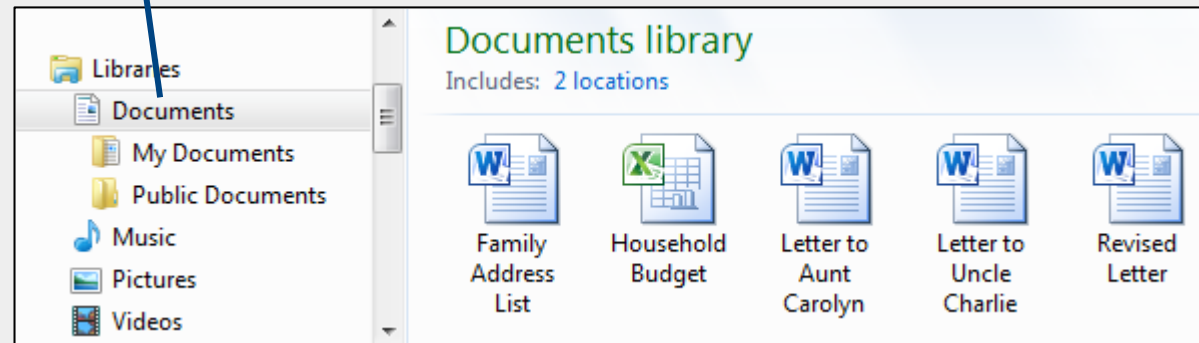 Libraries
Documents
My Documents
Public Documents
Music
Pictures
Videos
Documents library
Includes: 2 locations
Family
Address
List
Household
Budget
Letter to
Aunt
Carolyn
Letter to
Uncle
Charlie
Revised
Letter